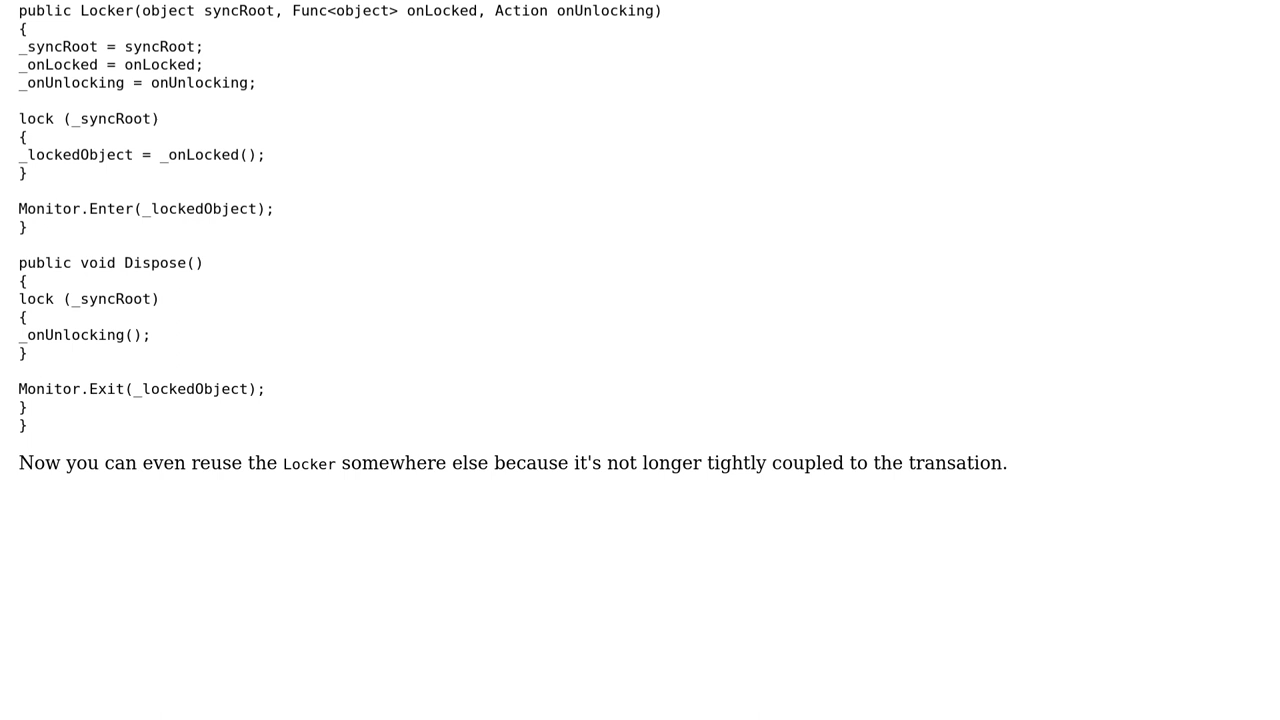 public Locker(object syncRoot, Func<object> onLocked, Action onUnlocking)
{
_syncRoot = syncRoot;
_onLocked = onLocked;
_onUnlocking = onUnlocking;

lock (_syncRoot)
{
_lockedObject = _onLocked();
}

Monitor.Enter(_lockedObject);
}

public void Dispose()
{
lock (_syncRoot)
{
_onUnlocking();
}

Monitor.Exit(_lockedObject);
}
}
Now you can even reuse the Locker somewhere else because it's not longer tightly coupled to the transation.